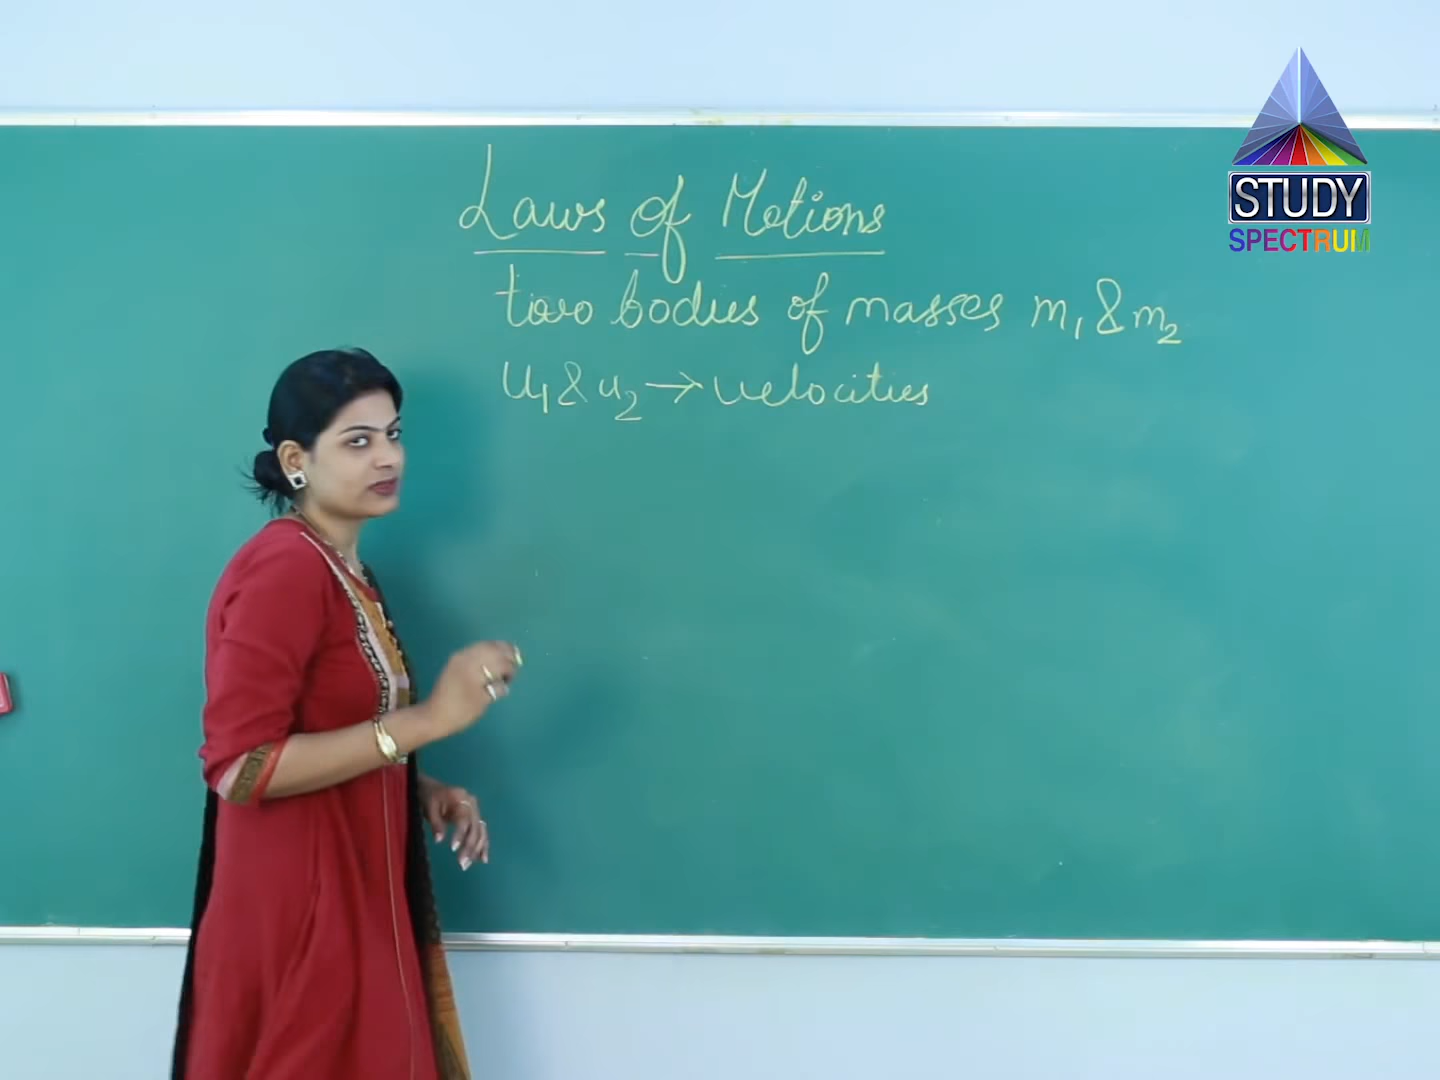 Laws of Motions
two bodies of masses m₁ & m₂
u₁ & u₂ → velocities
STUDY
SPECTRUM